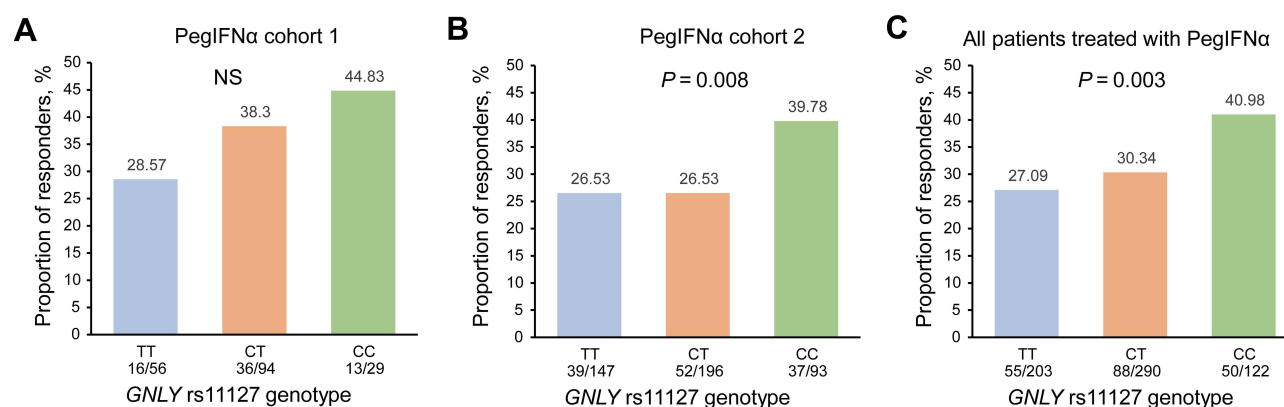 A
PegIFNα cohort 1
NS
Proportion of responders, %
50
45
40
35
30
25
20
15
10
5
0
28.57
38.3
44.83
TT CT CC
16/56 36/94 13/29
GNLY rs11127 genotype
B
PegIFNα cohort 2
P = 0.008
Proportion of responders, %
50
45
40
35
30
25
20
15
10
5
0
26.53
26.53
39.78
TT CT CC
39/147 52/196 37/93
GNLY rs11127 genotype
C
All patients treated with PegIFNα
P = 0.003
Proportion of responders, %
50
45
40
35
30
25
20
15
10
5
0
27.09
30.34
40.98
TT CT CC
55/203 88/290 50/122
GNLY rs11127 genotype